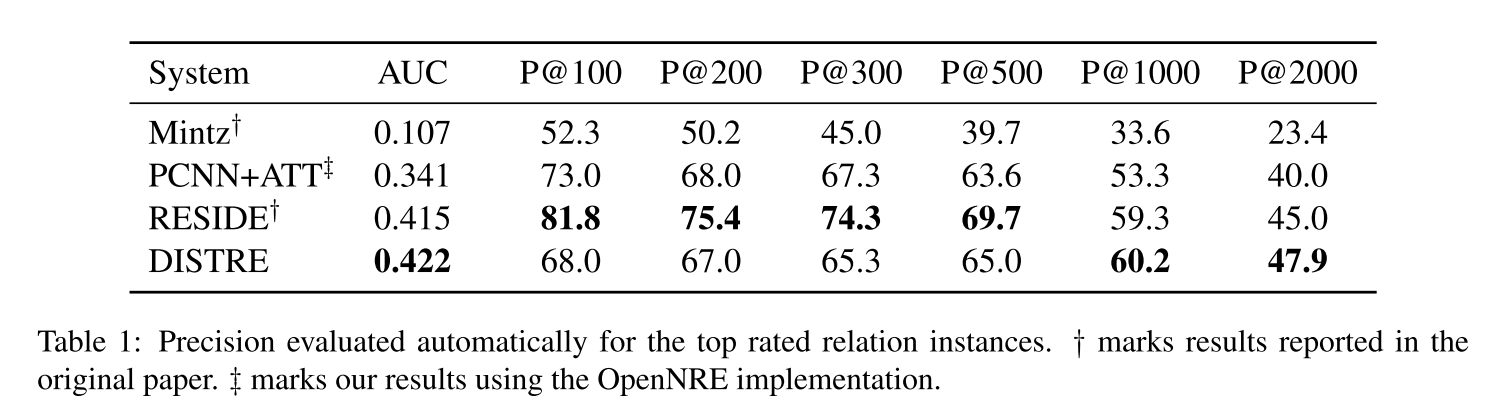 System AUC P@100 P@200 P@300 P@500 P@1000 P@2000
Mintz† 0.107 52.3 50.2 45.0 39.7 33.6 23.4
PCNN+ATT‡ 0.341 73.0 68.0 67.3 63.6 53.3 40.0
RESIDE† 0.415 81.8 75.4 74.3 69.7 59.3 45.0
DISTRE 0.422 68.0 67.0 65.3 65.0 60.2 47.9
Table 1: Precision evaluated automatically for the top rated relation instances. † marks results reported in the
original paper. ‡ marks our results using the OpenNRE implementation.